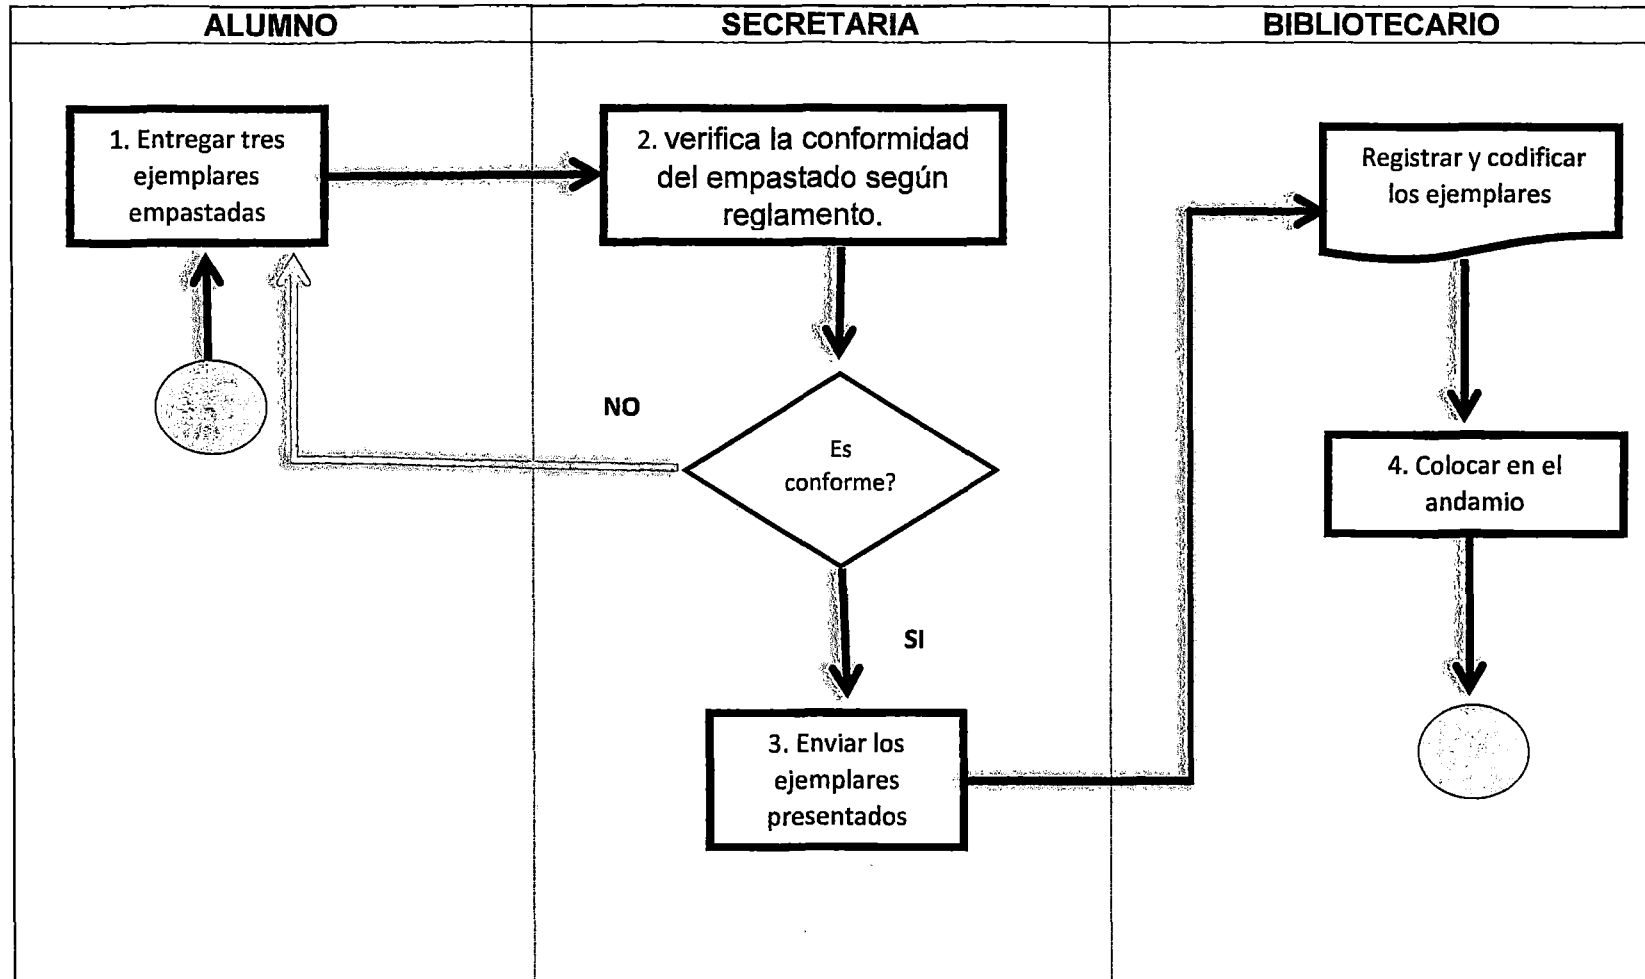 ALUMNO
SECRETARIA
BIBLIOTECARIO
1. Entregar tres
ejemplares
empastadas
2. verifica la conformidad
del empastado según
reglamento.
Registrar y codificar
los ejemplares
NO
Es
conforme?
4. Colocar en el
andamio
SI
3. Enviar los
ejemplares
presentados